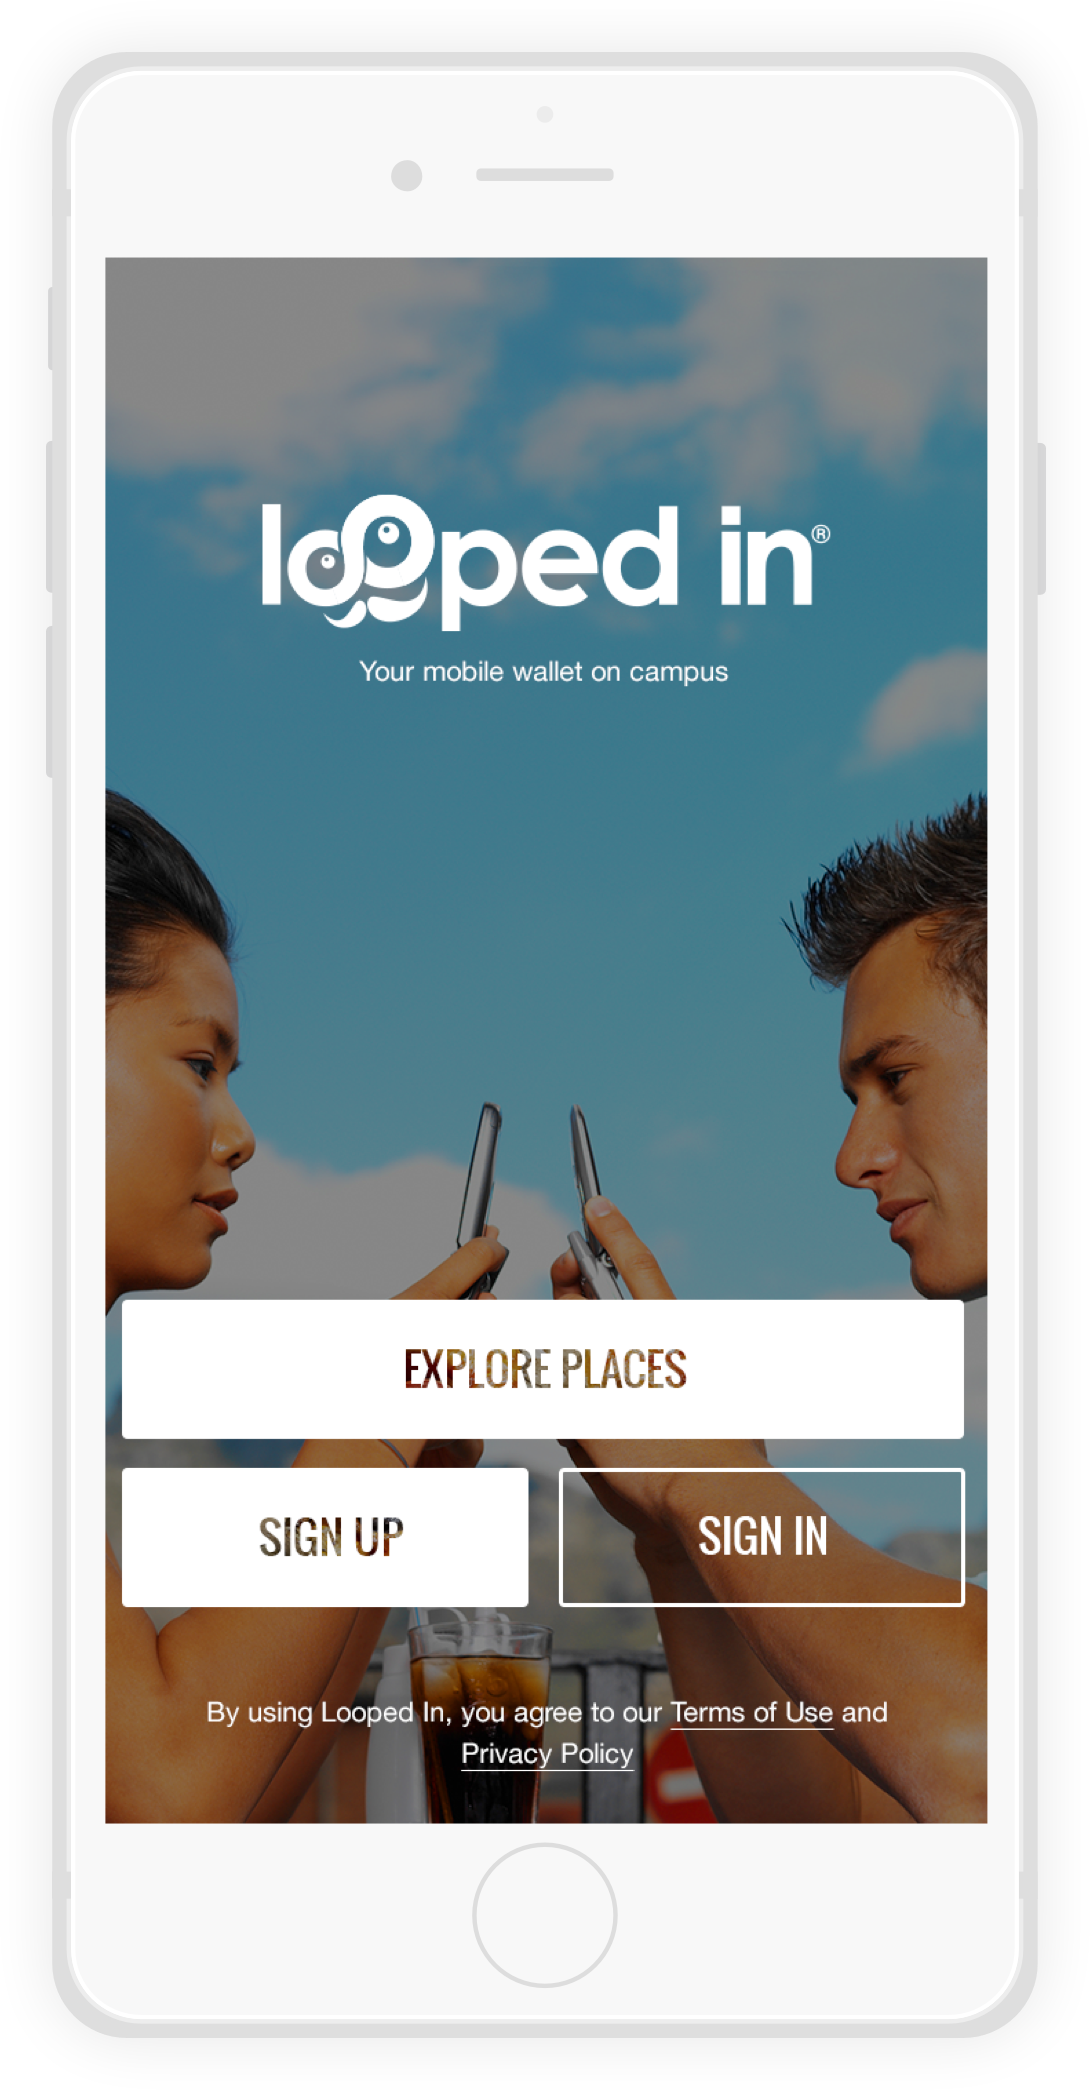 looped in®
Your mobile wallet on campus
EXPLORE PLACES
SIGN UP
SIGN IN
By using Looped In, you agree to our Terms of Use and
Privacy Policy